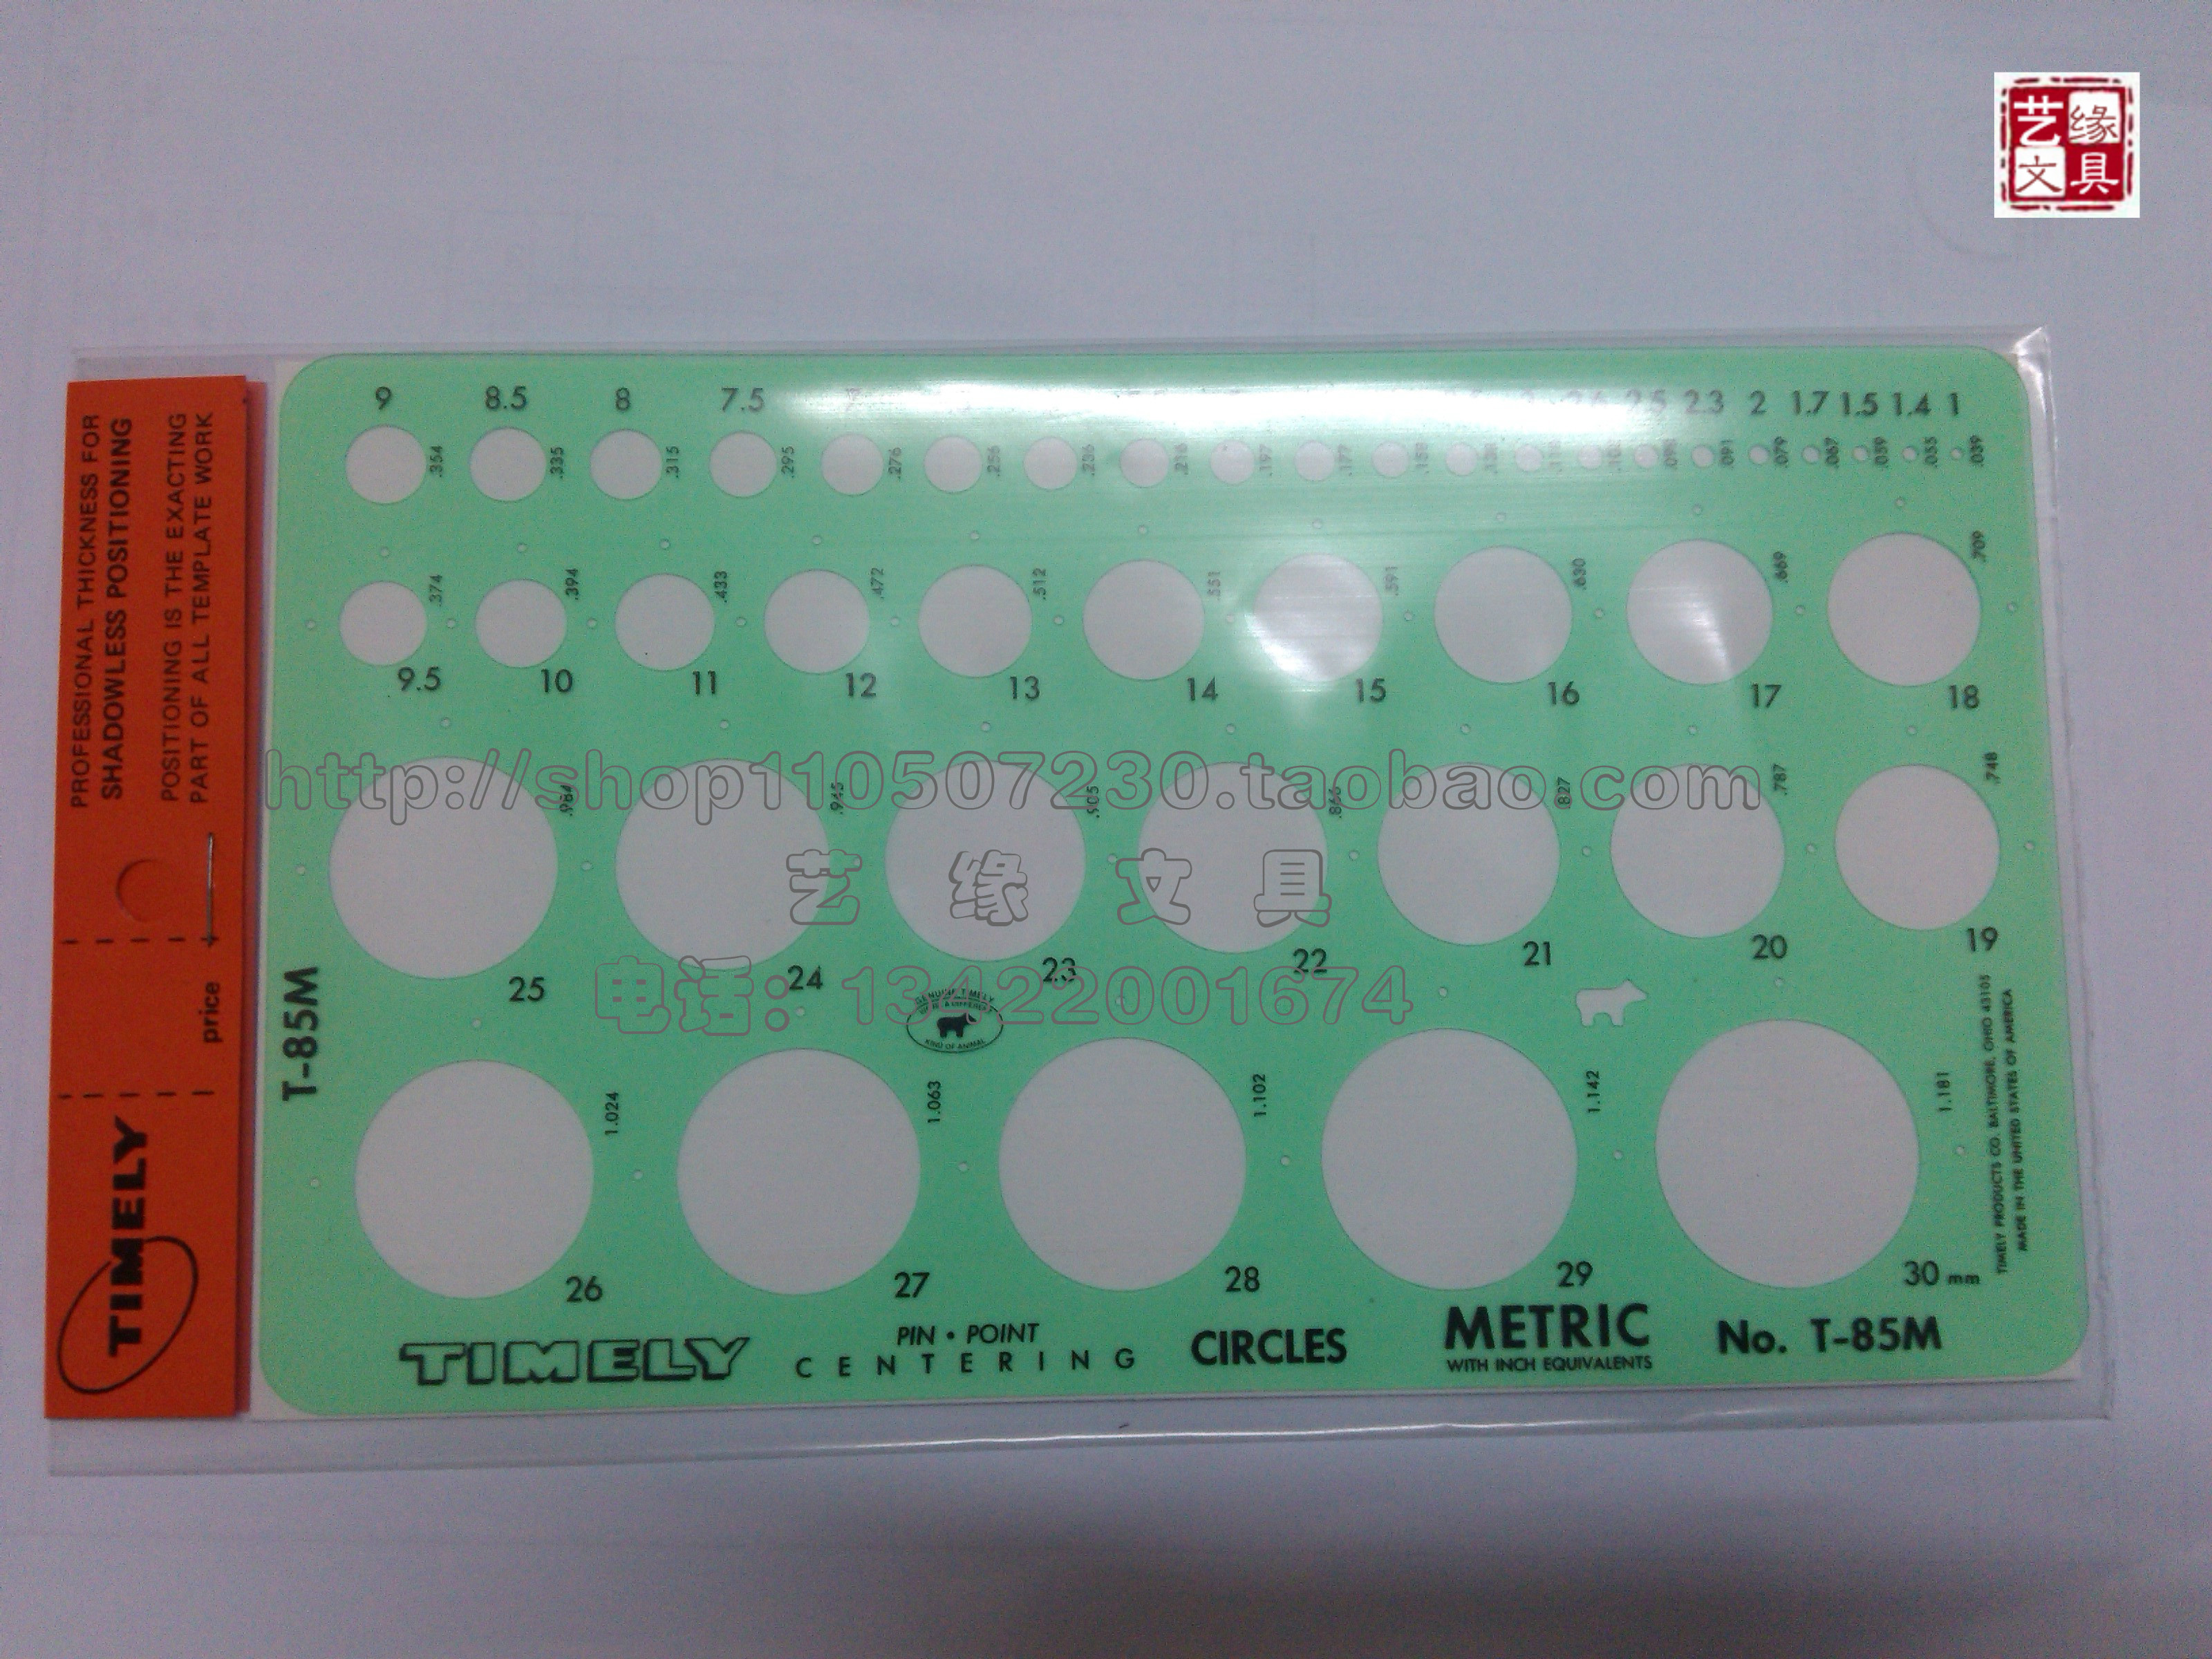 艺缘
文具
PROFESSIONAL THICKNESS FOR
SHADOWLESS POSITIONING
POSITIONING IS THE EXACTING
PART OF ALL TEMPLATE WORK
price
TIMELY
T-85M
9 8.5 8 7.5 2.5 2.3 2 1.7 1.5 1.4 1
.354 .335 .315 .295 .276 .256 .236 .216 .197 .177 .091 .079 .067 .059 .055 .039
.374 .394 .433 .472 .512 .551 .591 .630 .669 .709
9.5 10 11 12 13 14 15 16 17 18
http://shop110507230.taobao.com
.984 .945 .905 .866 .827 .787 .748
艺缘文具
25 24 23 22 21 20 19
电话: 13422001674
GENUINE TIMELY
KIND OF ANIMAL
1.024 1.063 1.102 1.142 1.181
26 27 28 29 30 mm
TIMELY PRODUCTS CO. BALTIMORE, OHIO 43105
MADE IN THE UNITED STATES OF AMERICA
TIMELY PIN • POINT
CENTERING CIRCLES METRIC
WITH INCH EQUIVALENTS
No. T-85M